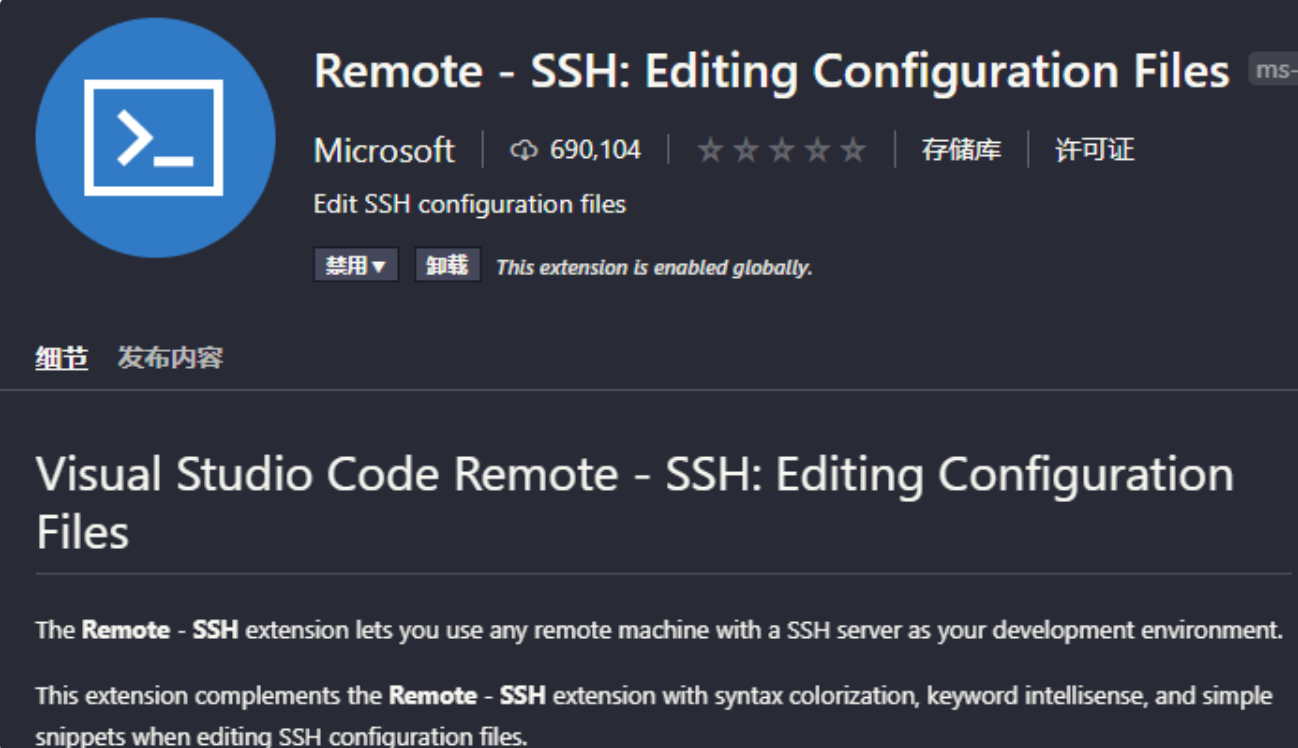 Remote - SSH: Editing Configuration Files ms-
Microsoft 690,104 存储库 许可证
Edit SSH configuration files
禁用 卸载 This extension is enabled globally.
细节 发布内容
Visual Studio Code Remote - SSH: Editing Configuration
Files
The Remote - SSH extension lets you use any remote machine with a SSH server as your development environment.
This extension complements the Remote - SSH extension with syntax colorization, keyword intellisense, and simple
snippets when editing SSH configuration files.